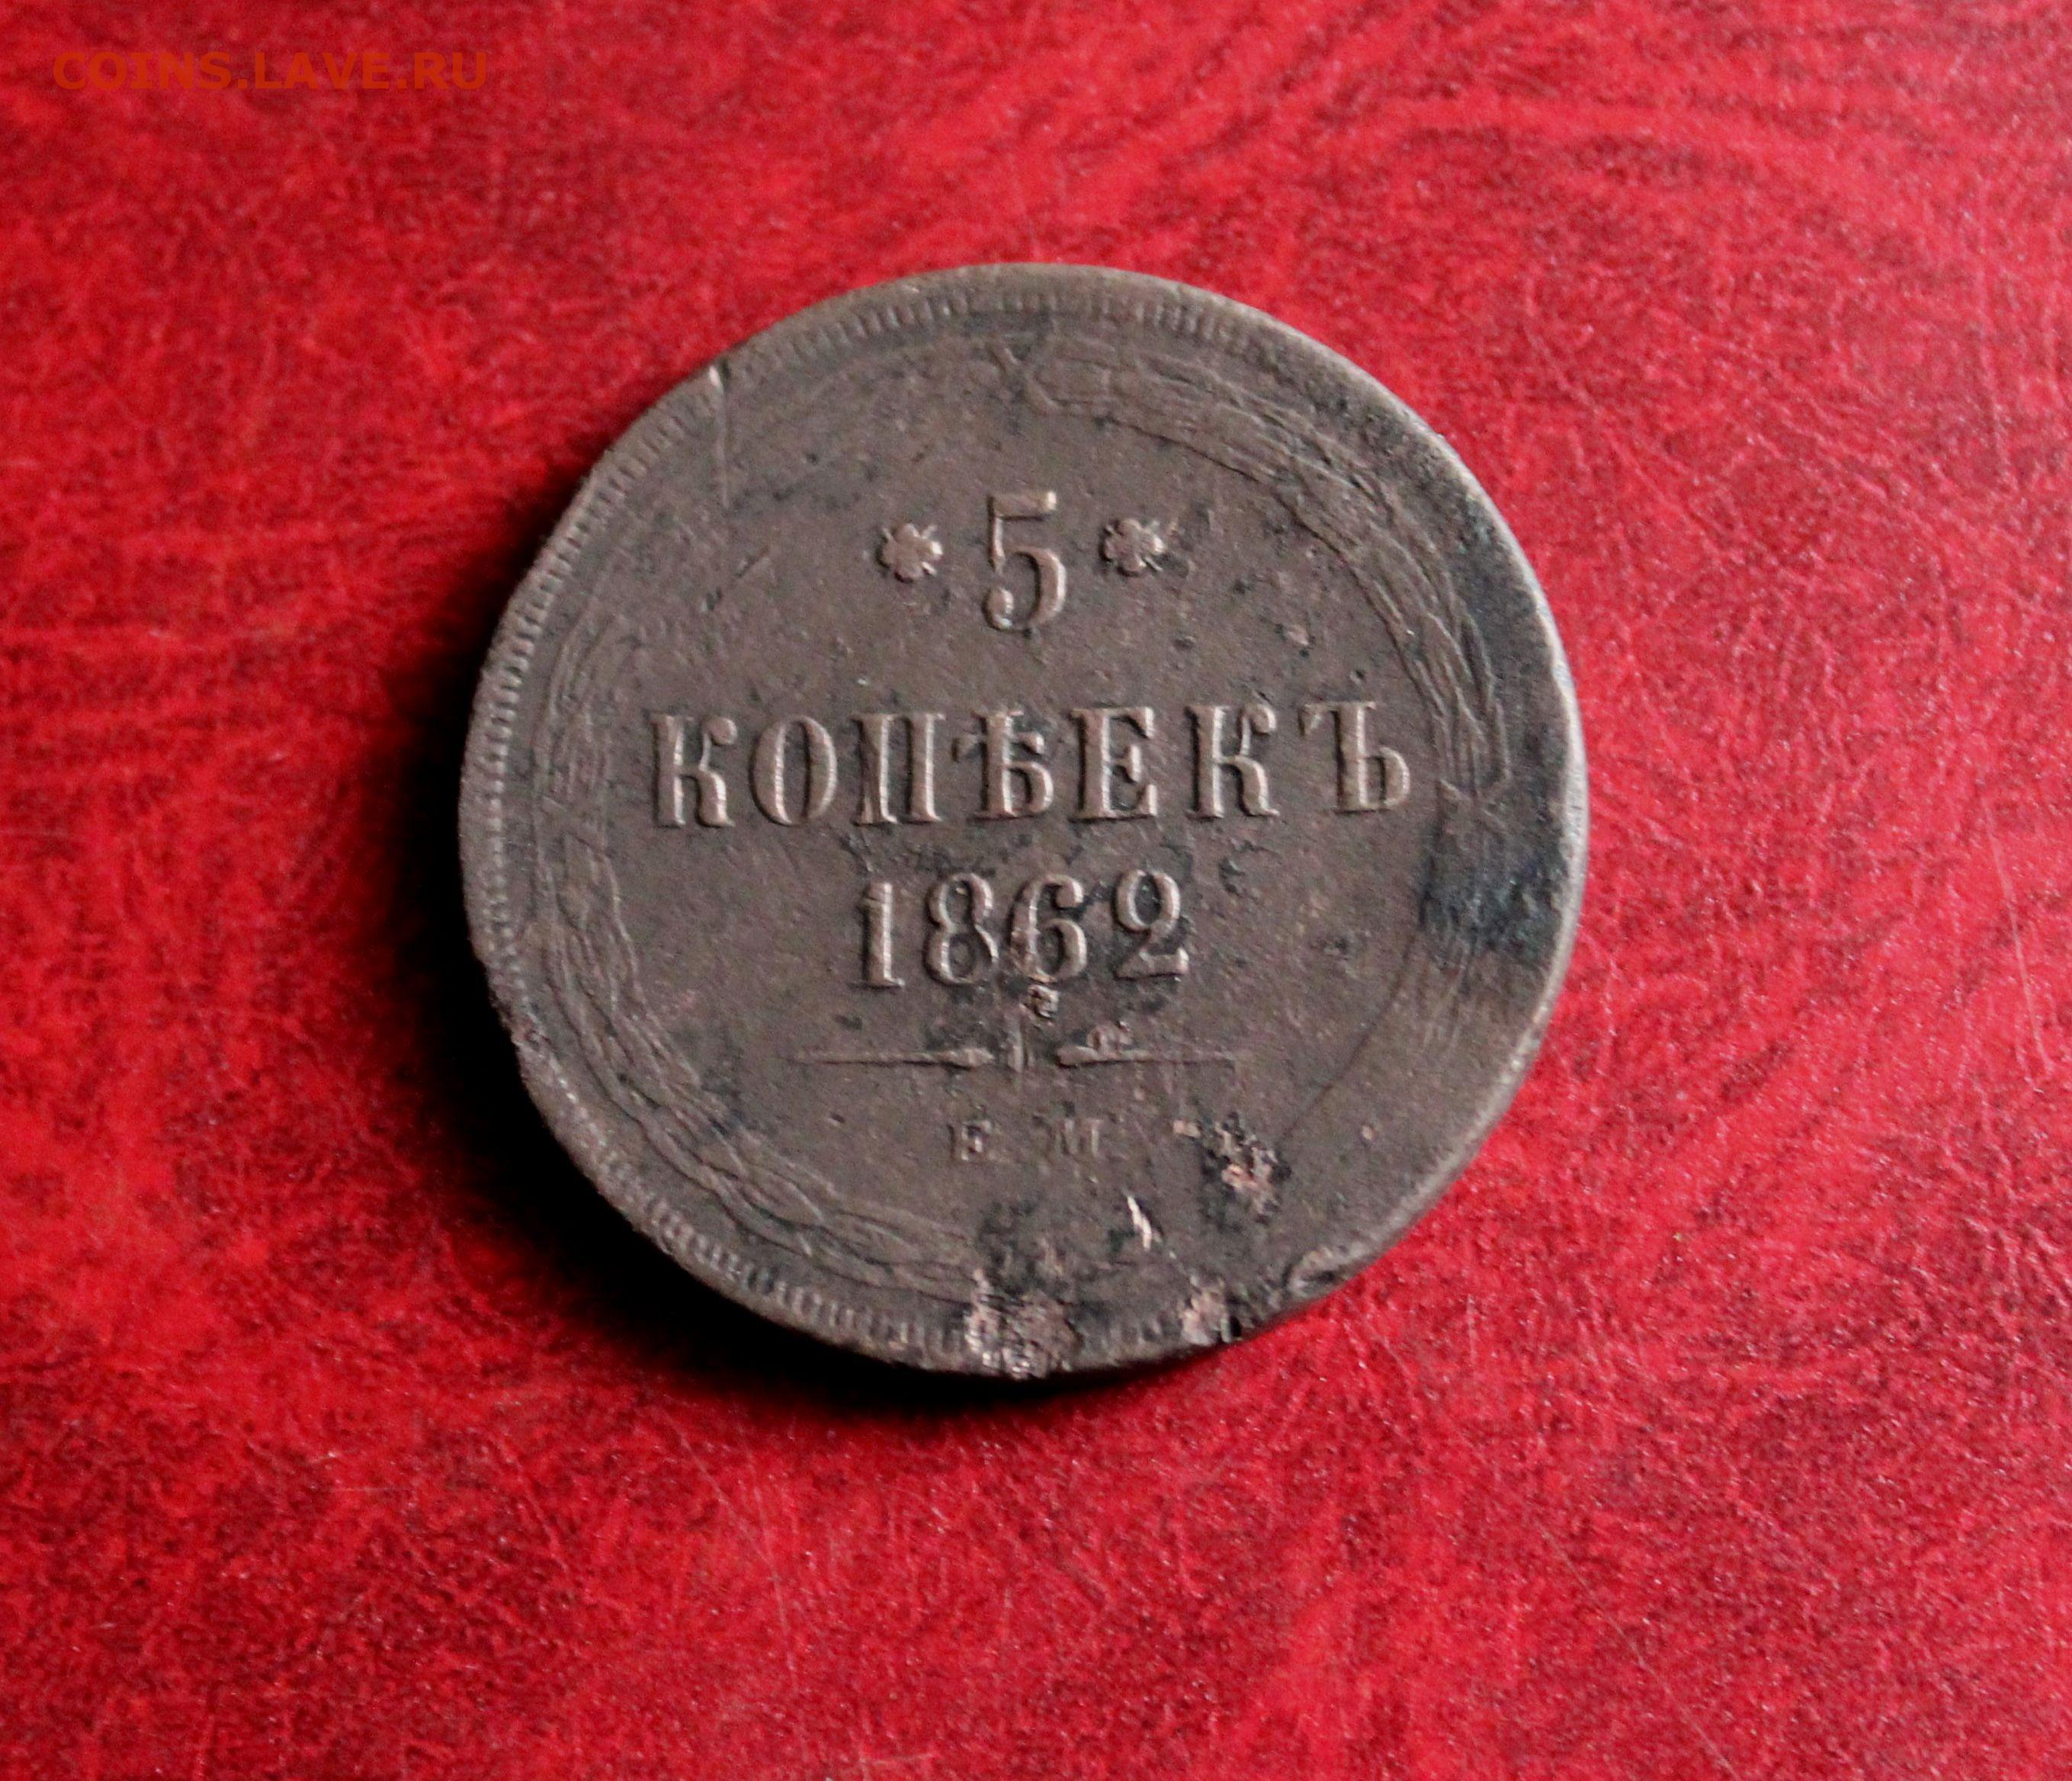 COINS.LAVE.RU
* 5 *
КОПѢЕКЪ
1862
Е. М.